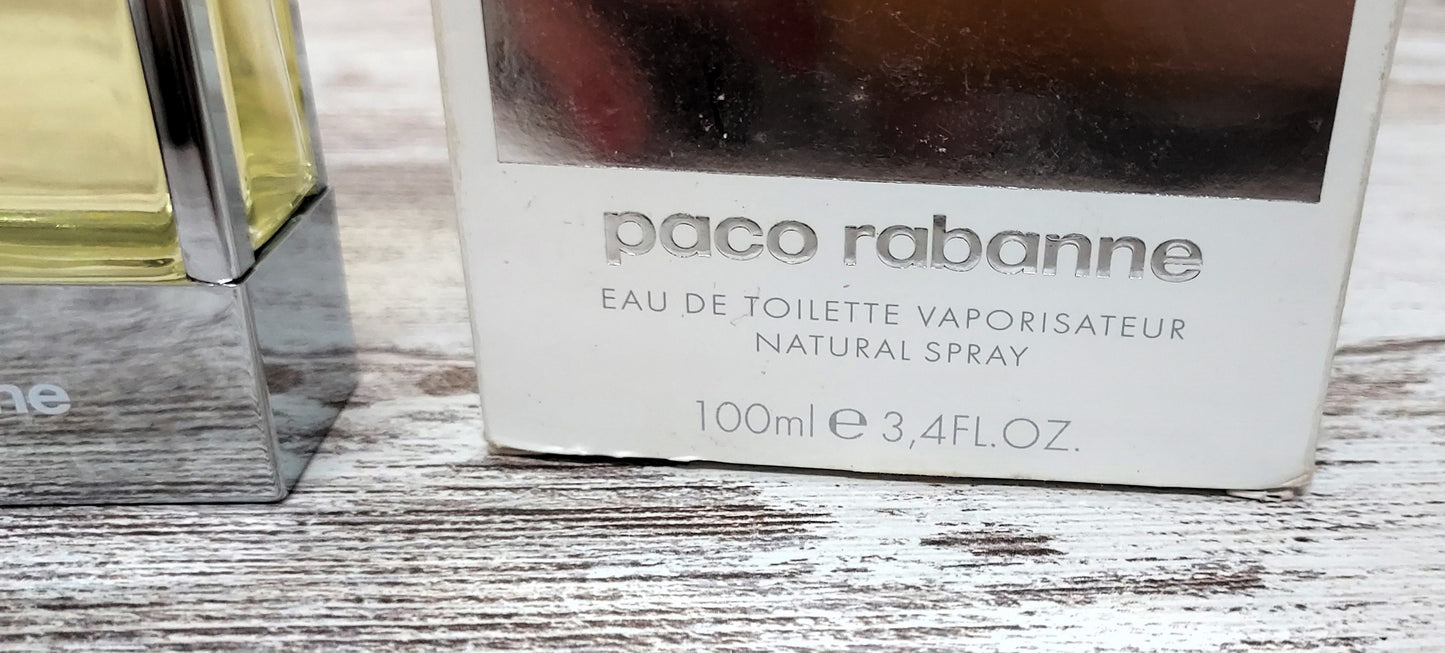 ne
paco rabanne
EAU DE TOILETTE VAPORISATEUR
NATURAL SPRAY
100ml ℮ 3,4FL.OZ.